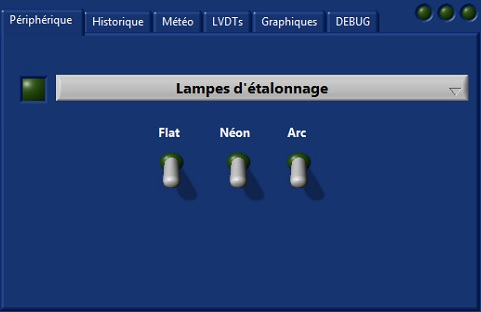 Périphérique Historique Météo LVDTs Graphiques DEBUG
Lampes d'étalonnage
Flat Néon Arc